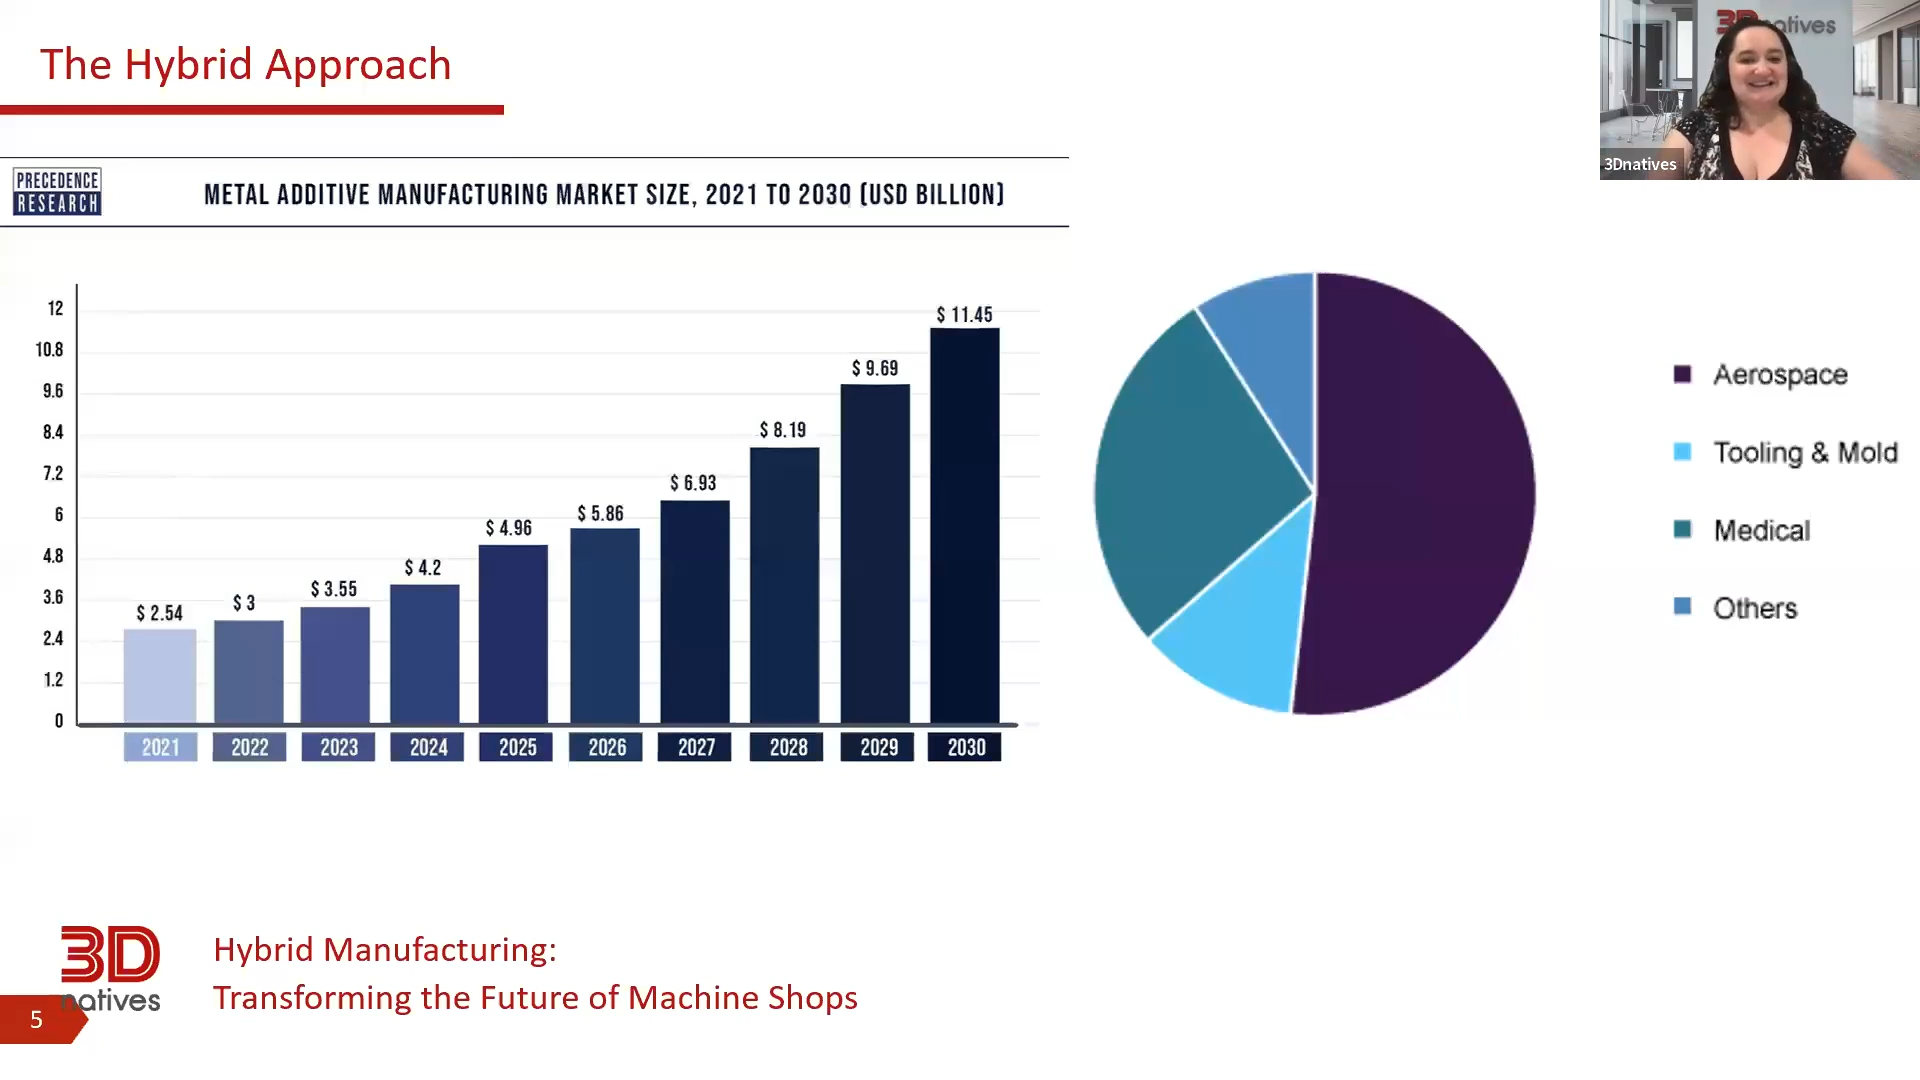 The Hybrid Approach
3Dnatives
3Dnatives
PRECEDENCE
RESEARCH
METAL ADDITIVE MANUFACTURING MARKET SIZE, 2021 TO 2030 (USD BILLION)
12
10.8
9.6
8.4
7.2
6
4.8
3.6
2.4
1.2
0
$ 2.54
$ 3
$ 3.55
$ 4.2
$ 4.96
$ 5.86
$ 6.93
$ 8.19
$ 9.69
$ 11.45
2021 2022 2023 2024 2025 2026 2027 2028 2029 2030
Aerospace
Tooling & Mold
Medical
Others
3D
natives
Hybrid Manufacturing:
Transforming the Future of Machine Shops
5